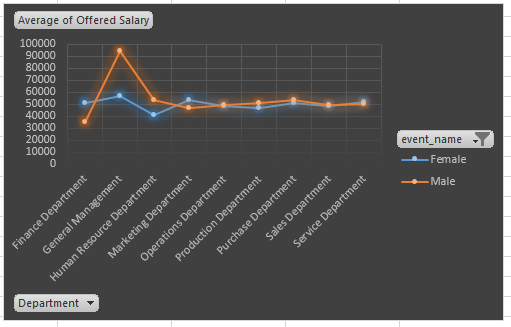 Average of Offered Salary
100000
90000
80000
70000
60000
50000
40000
30000
20000
10000
0
Finance Department
General Management
Human Resource Department
Marketing Department
Operations Department
Production Department
Purchase Department
Sales Department
Service Department
event_name
Female
Male
Department